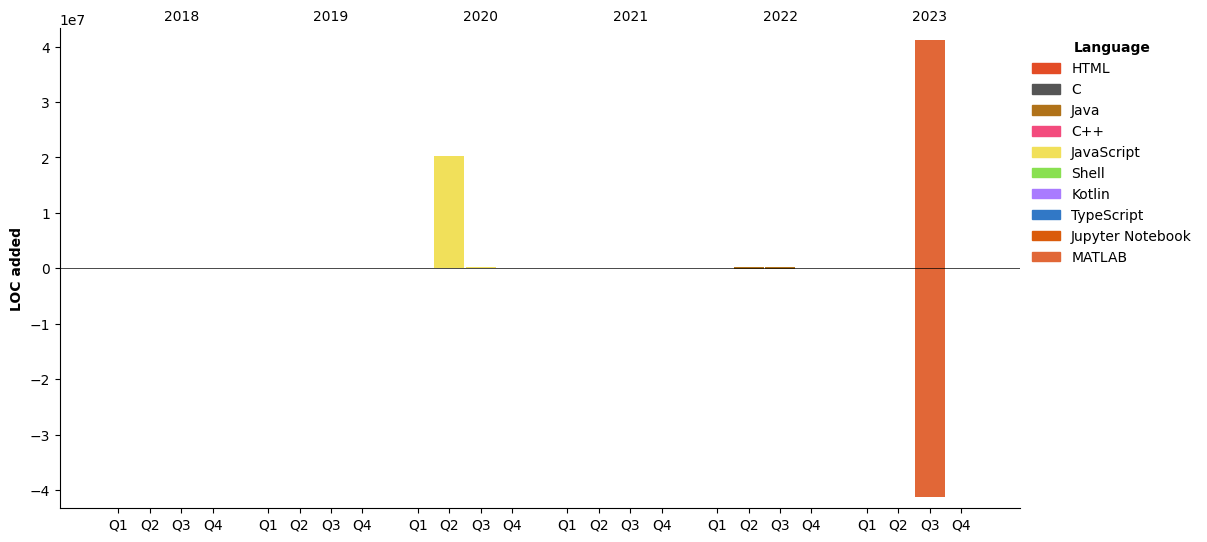 1e7 2018 2019 2020 2021 2022 2023
4
3
2
1
0
−1
−2
−3
−4
LOC added
Q1 Q2 Q3 Q4 Q1 Q2 Q3 Q4 Q1 Q2 Q3 Q4 Q1 Q2 Q3 Q4 Q1 Q2 Q3 Q4 Q1 Q2 Q3 Q4
Language
HTML
C
Java
C++
JavaScript
Shell
Kotlin
TypeScript
Jupyter Notebook
MATLAB